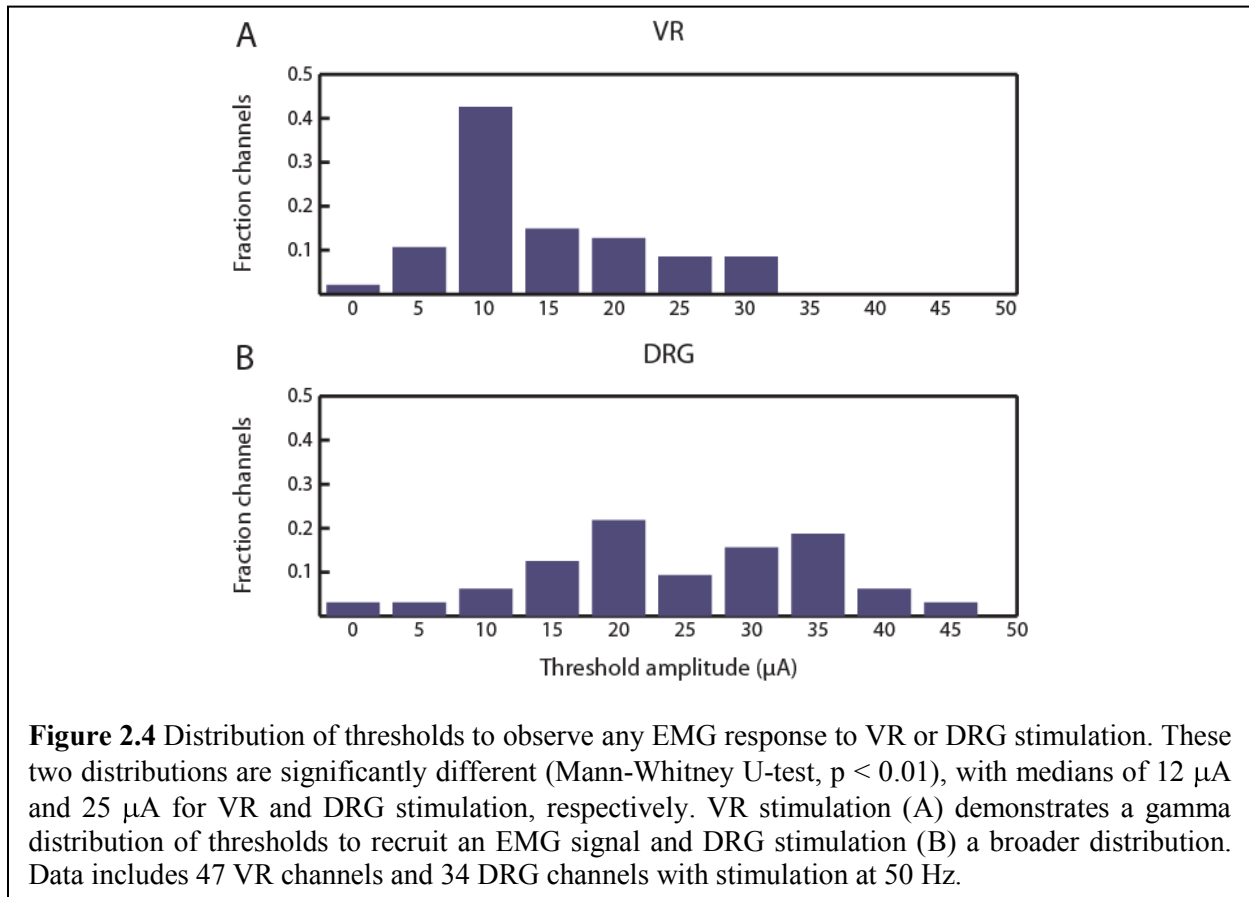 A
VR
Fraction channels
0.5
0.4
0.3
0.2
0.1
0 5 10 15 20 25 30 35 40 45 50
B
DRG
Fraction channels
0.5
0.4
0.3
0.2
0.1
0 5 10 15 20 25 30 35 40 45 50
Threshold amplitude (µA)
Figure 2.4 Distribution of thresholds to observe any EMG response to VR or DRG stimulation. These
two distributions are significantly different (Mann-Whitney U-test, p < 0.01), with medians of 12 µA
and 25 µA for VR and DRG stimulation, respectively. VR stimulation (A) demonstrates a gamma
distribution of thresholds to recruit an EMG signal and DRG stimulation (B) a broader distribution.
Data includes 47 VR channels and 34 DRG channels with stimulation at 50 Hz.